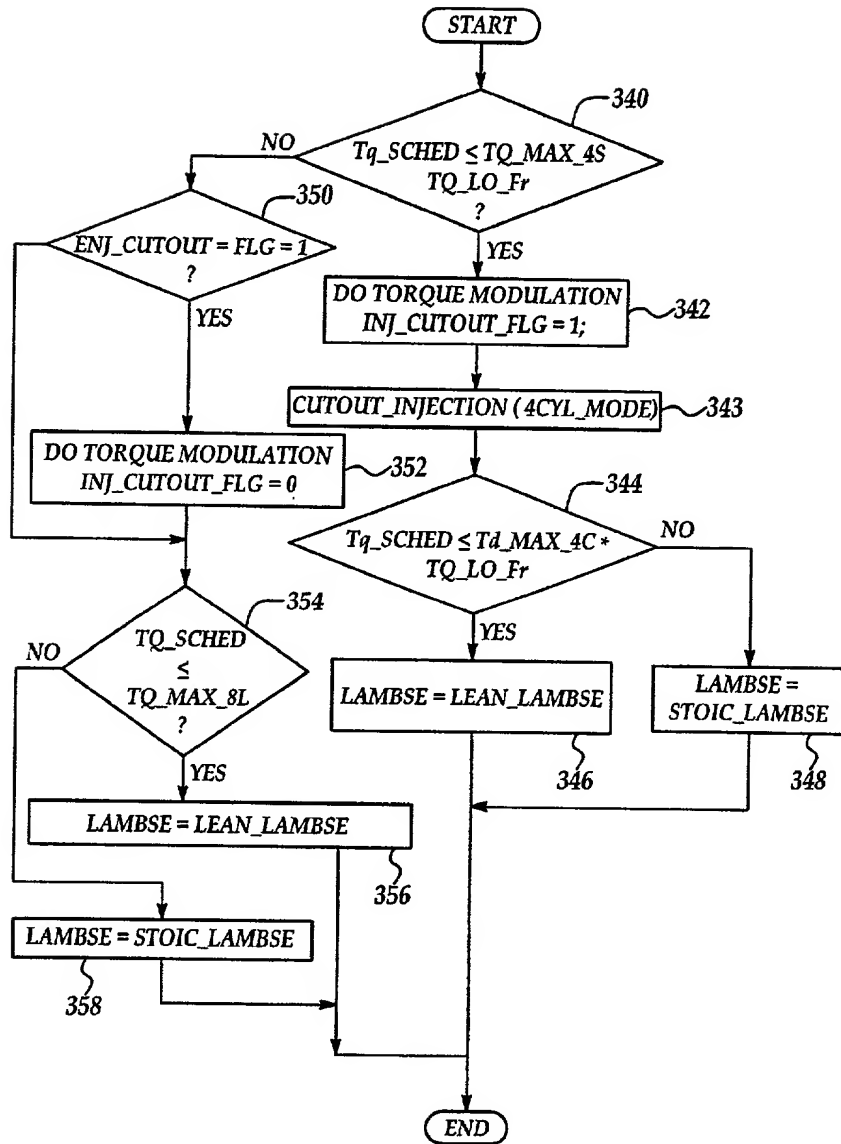 START
340
Tq_SCHED ≤ TQ_MAX_4S
TQ_LO_Fr
?
NO
YES
350
ENJ_CUTOUT = FLG = 1
?
YES
DO TORQUE MODULATION
INJ_CUTOUT_FLG = 1;
342
CUTOUT_INJECTION ( 4CYL_MODE)
343
DO TORQUE MODULATION
INJ_CUTOUT_FLG = 0
352
344
Tq_SCHED ≤ Td_MAX_4C *
TQ_LO_Fr
NO
YES
354
TQ_SCHED
≤
TQ_MAX_8L
?
NO
YES
LAMBSE = LEAN_LAMBSE
346
LAMBSE =
STOIC_LAMBSE
348
LAMBSE = LEAN_LAMBSE
356
LAMBSE = STOIC_LAMBSE
358
END